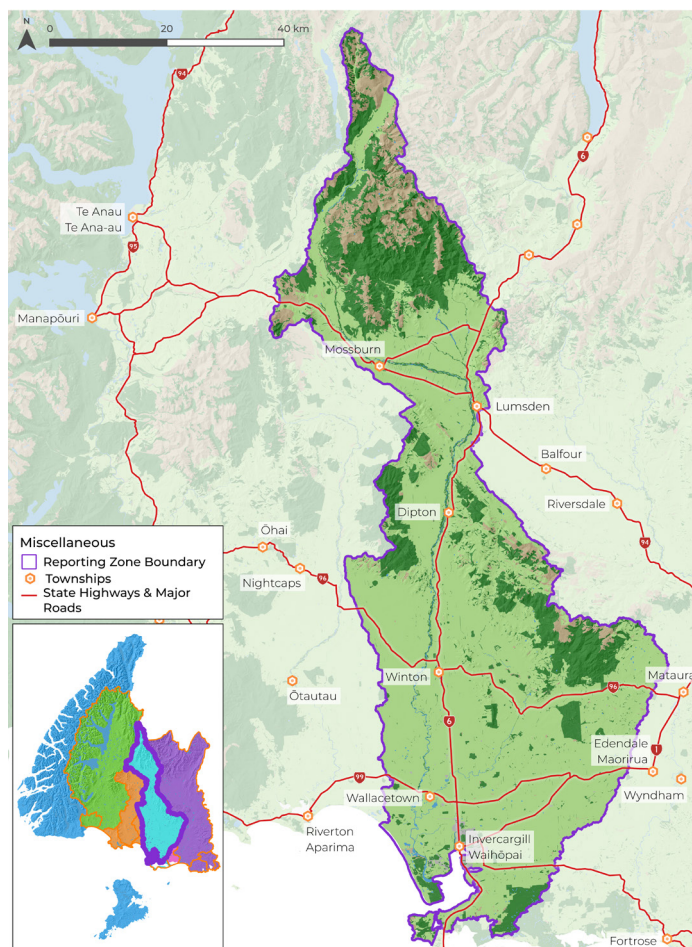 N
0
20
40 km
94
6
Te Anau
Te Ana-au
95
Manapōuri
Mossburn
Lumsden
Balfour
Riversdale
Dipton
94
Miscellaneous
Reporting Zone Boundary
Townships
State Highways & Major
Roads
Ōhai
Nightcaps
96
Ōtautau
Winton
96
Mataura
6
Edendale
Maorirua
1
Wyndham
99
Wallacetown
Riverton
Aparima
Invercargill
Waihōpai
Fortrose